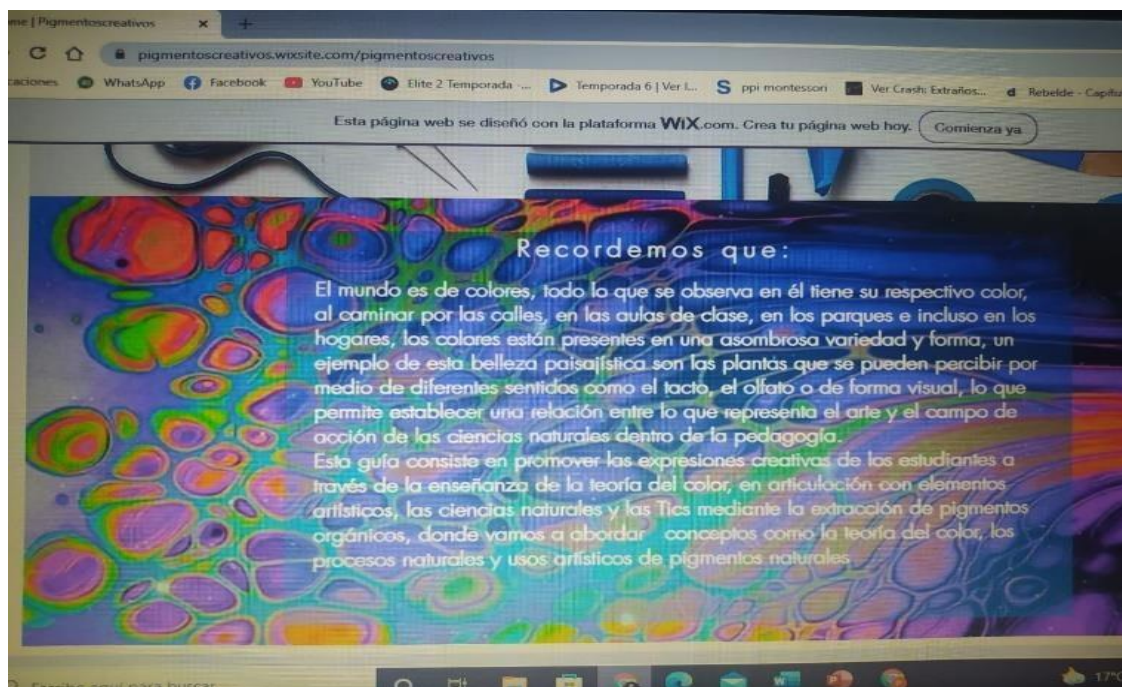 me | Pigmentoscreativos
pigmentoscreativos.wixsite.com/pigmentoscreativos
caciones WhatsApp Facebook YouTube Elite 2 Temporada -... Temporada 6 | Ver l... ppi montessori Ver Crash: Extraños... Rebelde - Capítu
Esta página web se diseñó con la plataforma WiX.com. Crea tu página web hoy. Comienza ya
Recordemos que:
El mundo es de colores, todo lo que se observa en él tiene su respectivo color,
al caminar por las calles, en las aulas de clase, en los parques e incluso en los
hogares, los colores están presentes en una asombrosa variedad y forma, un
ejemplo de esta belleza paisajística son las plantas que se pueden percibir por
medio de diferentes sentidos como el tacto, el olfato o de forma visual, lo que
permite establecer una relación entre lo que representa el arte y el campo de
acción de las ciencias naturales dentro de la pedagogía.
Esta guía consiste en promover las expresiones creativas de los estudiantes a
través de la enseñanza de la teoría del color, en articulación con elementos
artísticos, las ciencias naturales y las Tics mediante la extracción de pigmentos
orgánicos, donde vamos a abordar conceptos como la teoría del color, los
procesos naturales y usos artísticos de pigmentos naturales
Escribe aquí para buscar
17°C